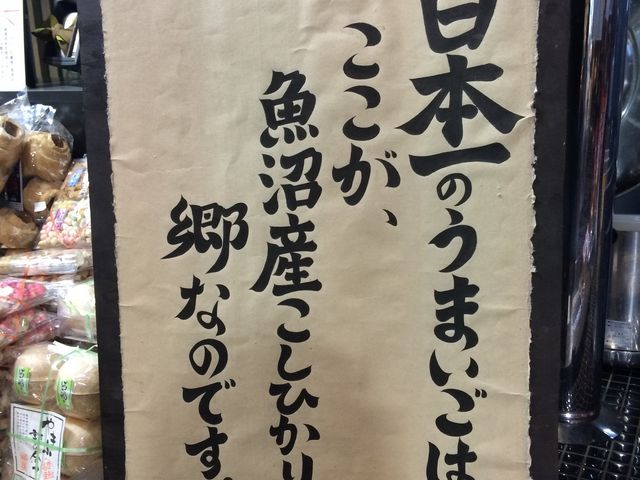 日本一のうまいごは
ここが、
魚沼産こしひかり
郷なのです。